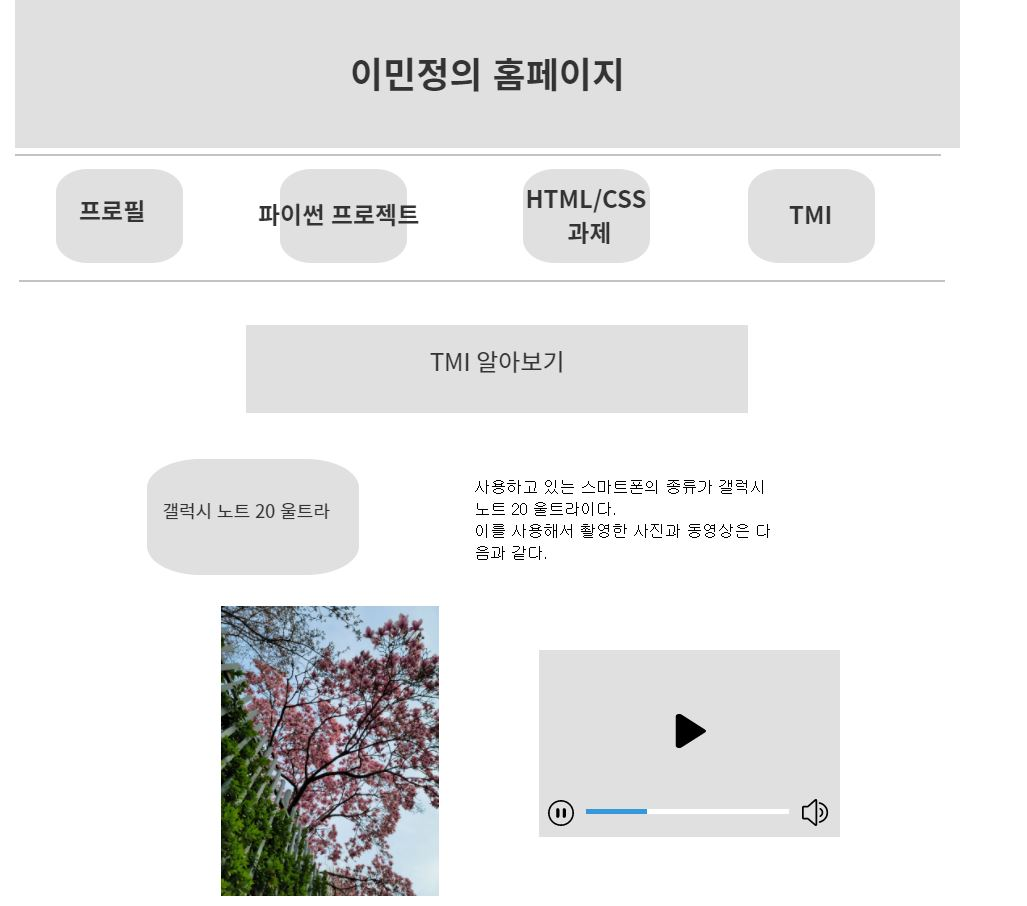 이민정의 홈페이지
프로필
파이썬 프로젝트
HTML/CSS
과제
TMI
TMI 알아보기
갤럭시 노트 20 울트라
사용하고 있는 스마트폰의 종류가 갤럭시
노트 20 울트라이다.
이를 사용해서 촬영한 사진과 동영상은 다
음과 같다.